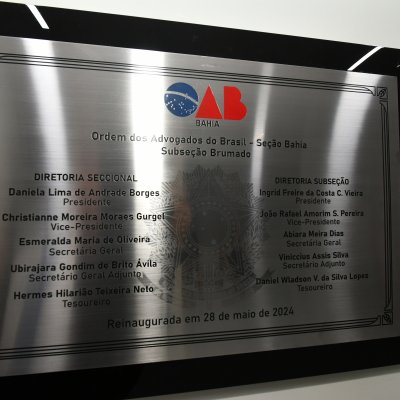 OAB
BAHIA
Ordem dos Advogados do Brasil - Seção Bahia
Subseção Brumado
DIRETORIA SECCIONAL
Daniela Lima de Andrade Borges
Presidente
Christianne Moreira Moraes Gurgel
Vice-Presidente
Esmeralda Maria de Oliveira
Secretária Geral
Ubirajara Gondim de Brito Ávila
Secretário Geral Adjunto
Hermes Hilarião Teixeira Neto
Tesoureiro
DIRETORIA SUBSEÇÃO
Ingrid Freire da Costa C. Vieira
Presidente
João Rafael Amorim S. Pereira
Vice-Presidente
Abiara Meira Dias
Secretária Geral
Viniccius Assis Silva
Secretário Adjunto
Daniel Wladson V. da Silva Lopes
Tesoureiro
Reinaugurada em 28 de maio de 2024